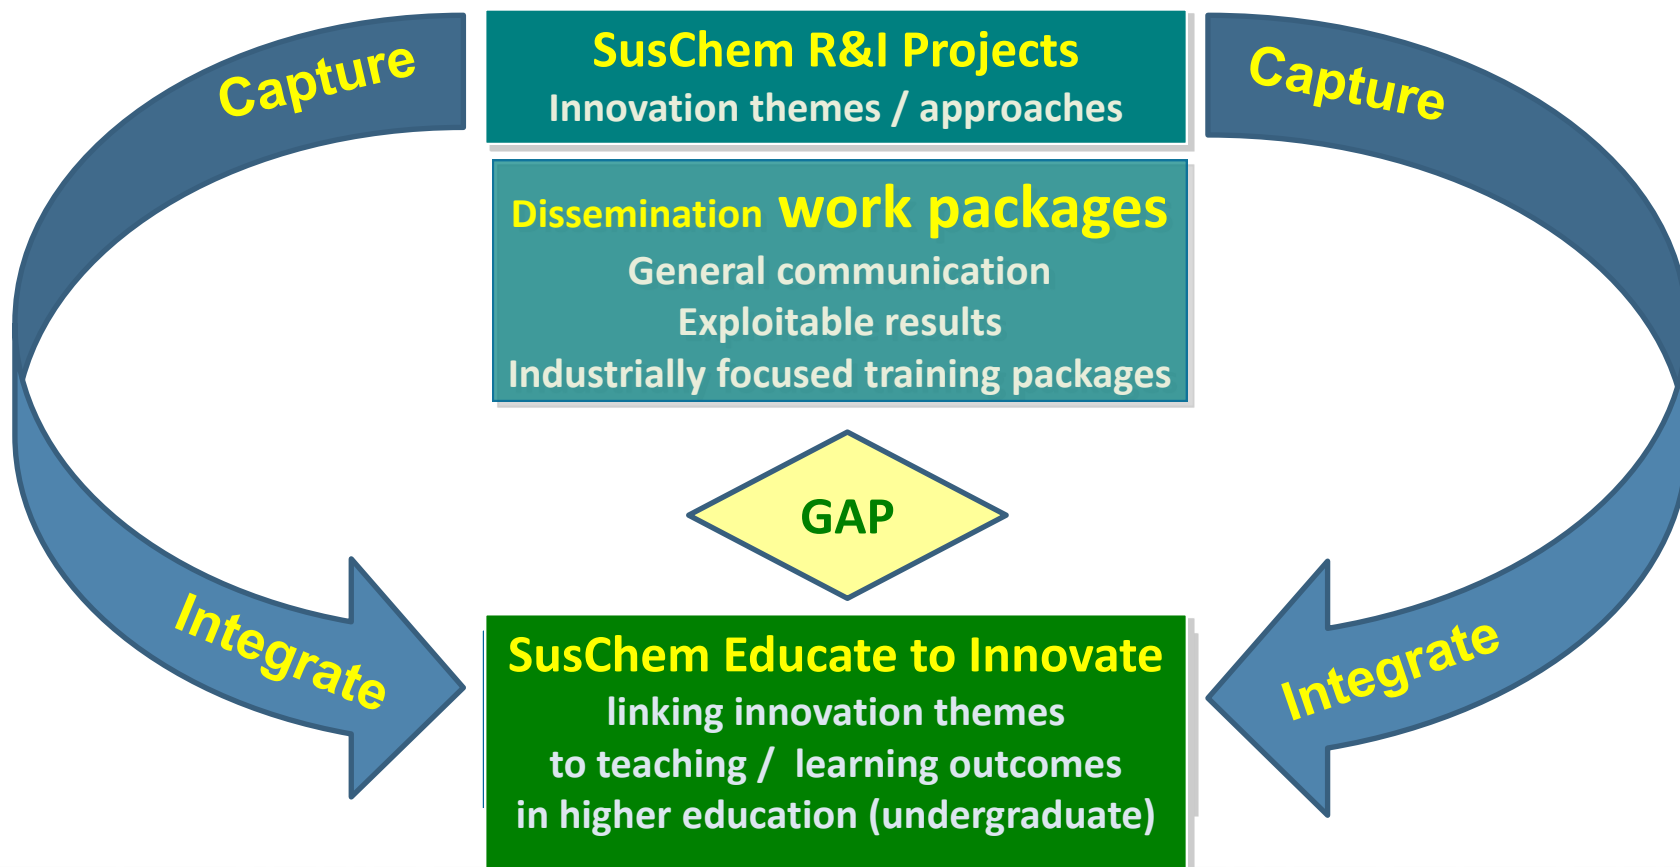 Capture
SusChem R&I Projects
Innovation themes / approaches
Capture
Dissemination work packages
General communication
Exploitable results
Industrially focused training packages
GAP
Integrate
SusChem Educate to Innovate
linking innovation themes
to teaching / learning outcomes
in higher education (undergraduate)
Integrate